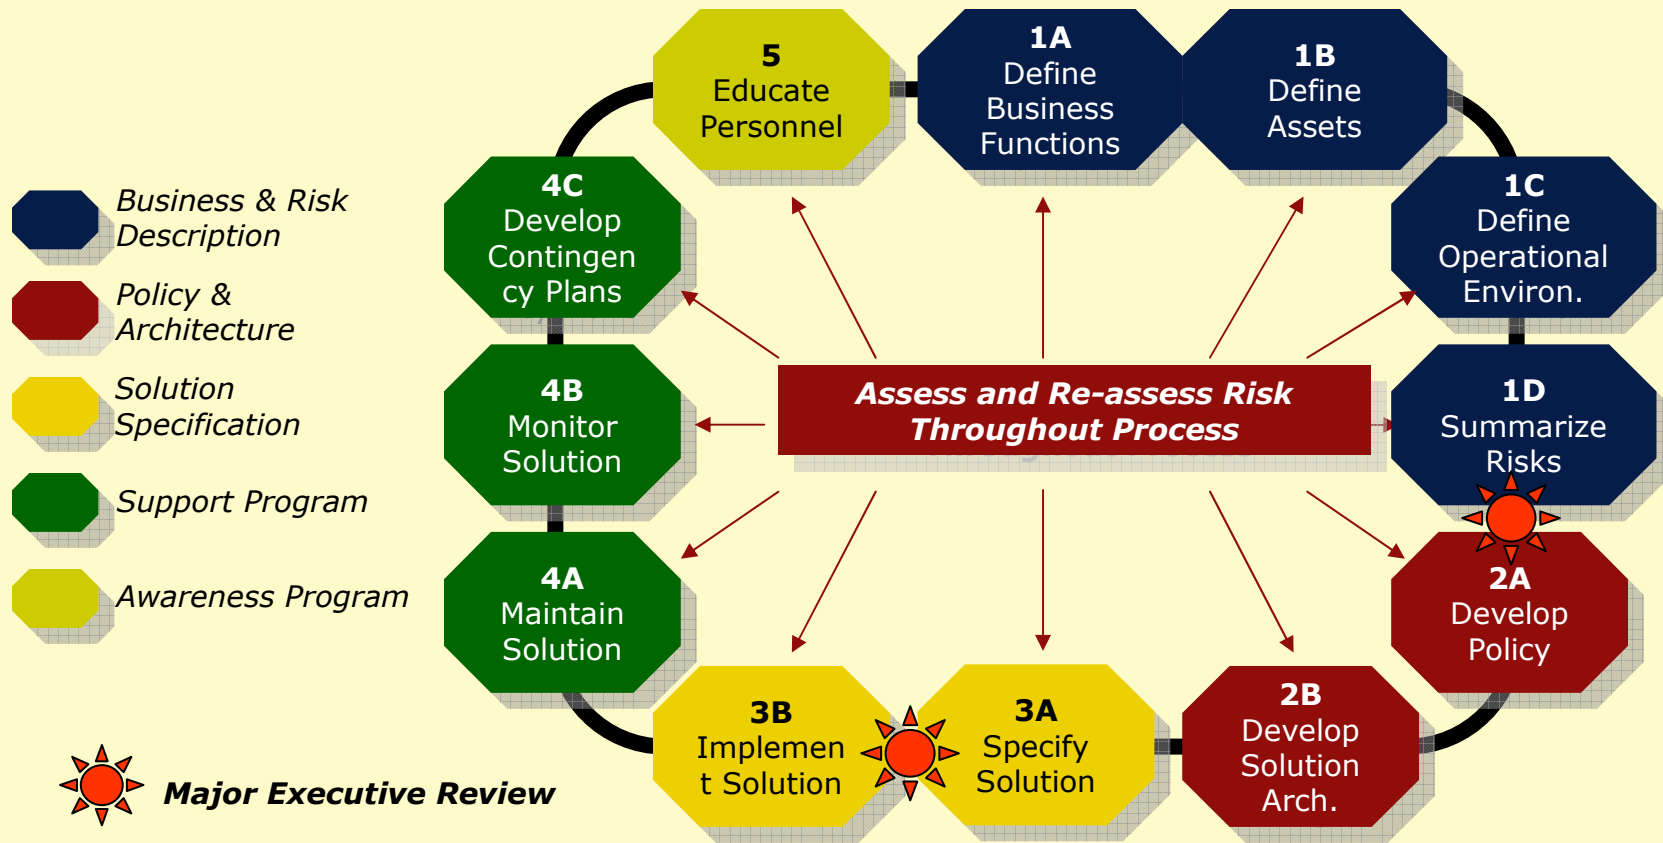 5
Educate
Personnel
1A
Define
Business
Functions
1B
Define
Assets
4C
Develop
Contingen
cy Plans
1C
Define
Operational
Environ.
Business & Risk
Description
Policy &
Architecture
Solution
Specification
Support Program
Awareness Program
4B
Monitor
Solution
Assess and Re-assess Risk
Throughout Process
1D
Summarize
Risks
4A
Maintain
Solution
2A
Develop
Policy
3B
Implemen
t Solution
3A
Specify
Solution
2B
Develop
Solution
Arch.
Major Executive Review